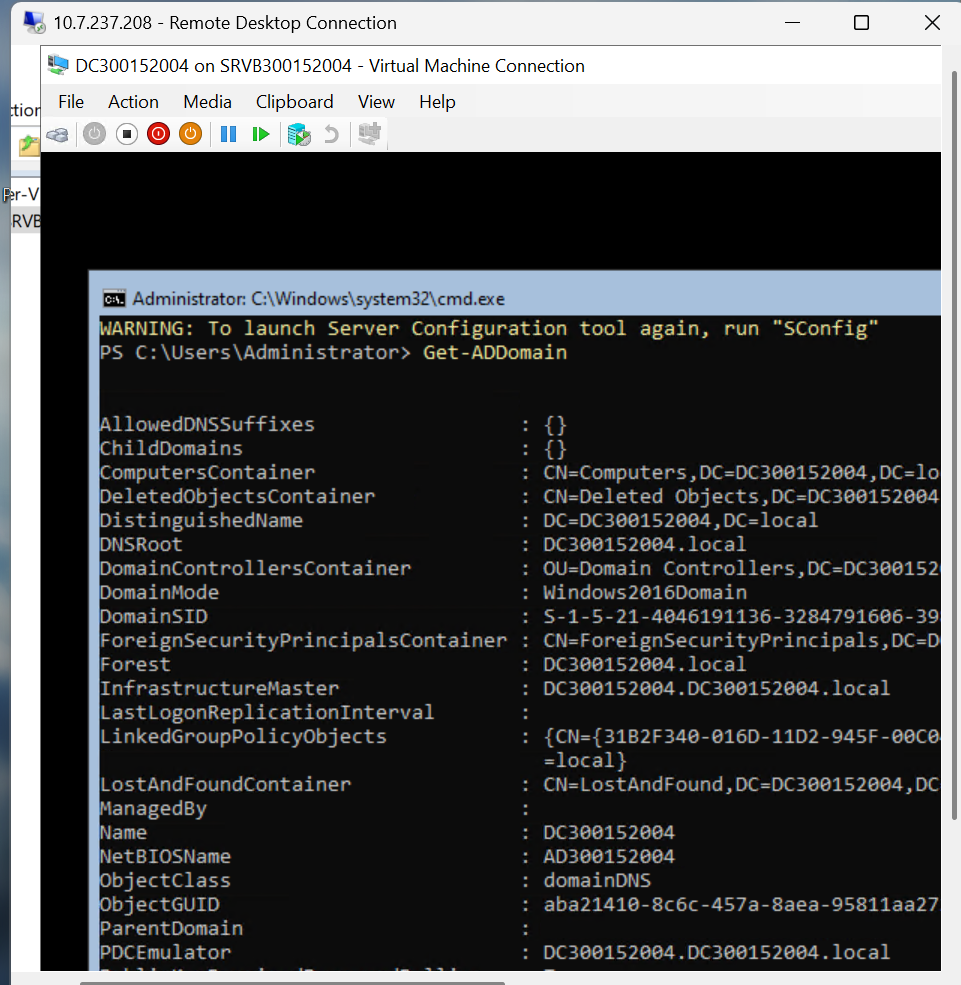 10.7.237.208 - Remote Desktop Connection
DC300152004 on SRVB300152004 - Virtual Machine Connection
File Action Media Clipboard View Help
ction
er-V
SRVB
Administrator: C:\Windows\system32\cmd.exe
WARNING: To launch Server Configuration tool again, run "SConfig"
PS C:\Users\Administrator> Get-ADDomain
AllowedDNSSuffixes : {}
ChildDomains : {}
ComputersContainer : CN=Computers,DC=DC300152004,DC=lo
DeletedObjectsContainer : CN=Deleted Objects,DC=DC300152004
DistinguishedName : DC=DC300152004,DC=local
DNSRoot : DC300152004.local
DomainControllersContainer : OU=Domain Controllers,DC=DC300152
DomainMode : Windows2016Domain
DomainSID : S-1-5-21-4046191136-3284791606-39
ForeignSecurityPrincipalsContainer : CN=ForeignSecurityPrincipals,DC=D
Forest : DC300152004.local
InfrastructureMaster : DC300152004.DC300152004.local
LastLogonReplicationInterval :
LinkedGroupPolicyObjects : {CN={31B2F340-016D-11D2-945F-00C0
=local}
LostAndFoundContainer : CN=LostAndFound,DC=DC300152004,DC
ManagedBy :
Name : DC300152004
NetBIOSName : AD300152004
ObjectClass : domainDNS
ObjectGUID : aba21410-8c6c-457a-8aea-95811aa27
ParentDomain :
PDCEmulator : DC300152004.DC300152004.local